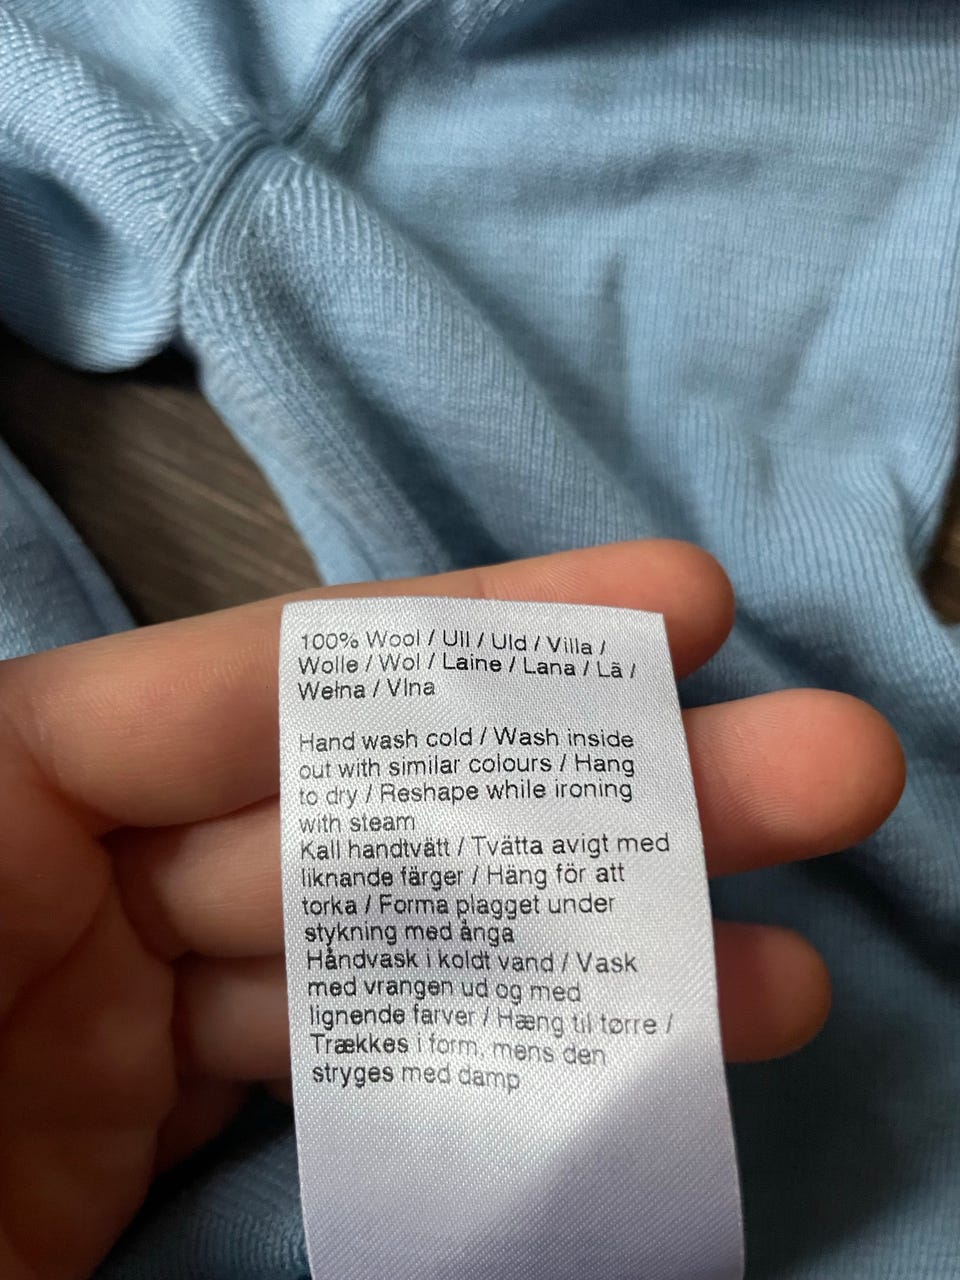 100% Wool / Ull / Uld / Villa /
Wolle / Wol / Laine / Lana / Lã /
Wełna / Vlna
Hand wash cold / Wash inside
out with similar colours / Hang
to dry / Reshape while ironing
with steam
Kall handtvätt / Tvätta avigt med
liknande färger / Häng för att
torka / Forma plagget under
stykning med ånga
Håndvask i koldt vand / Vask
med vrangen ud og med
lignende farver / Hæng til tørre /
Trækkes i form, mens den
stryges med damp